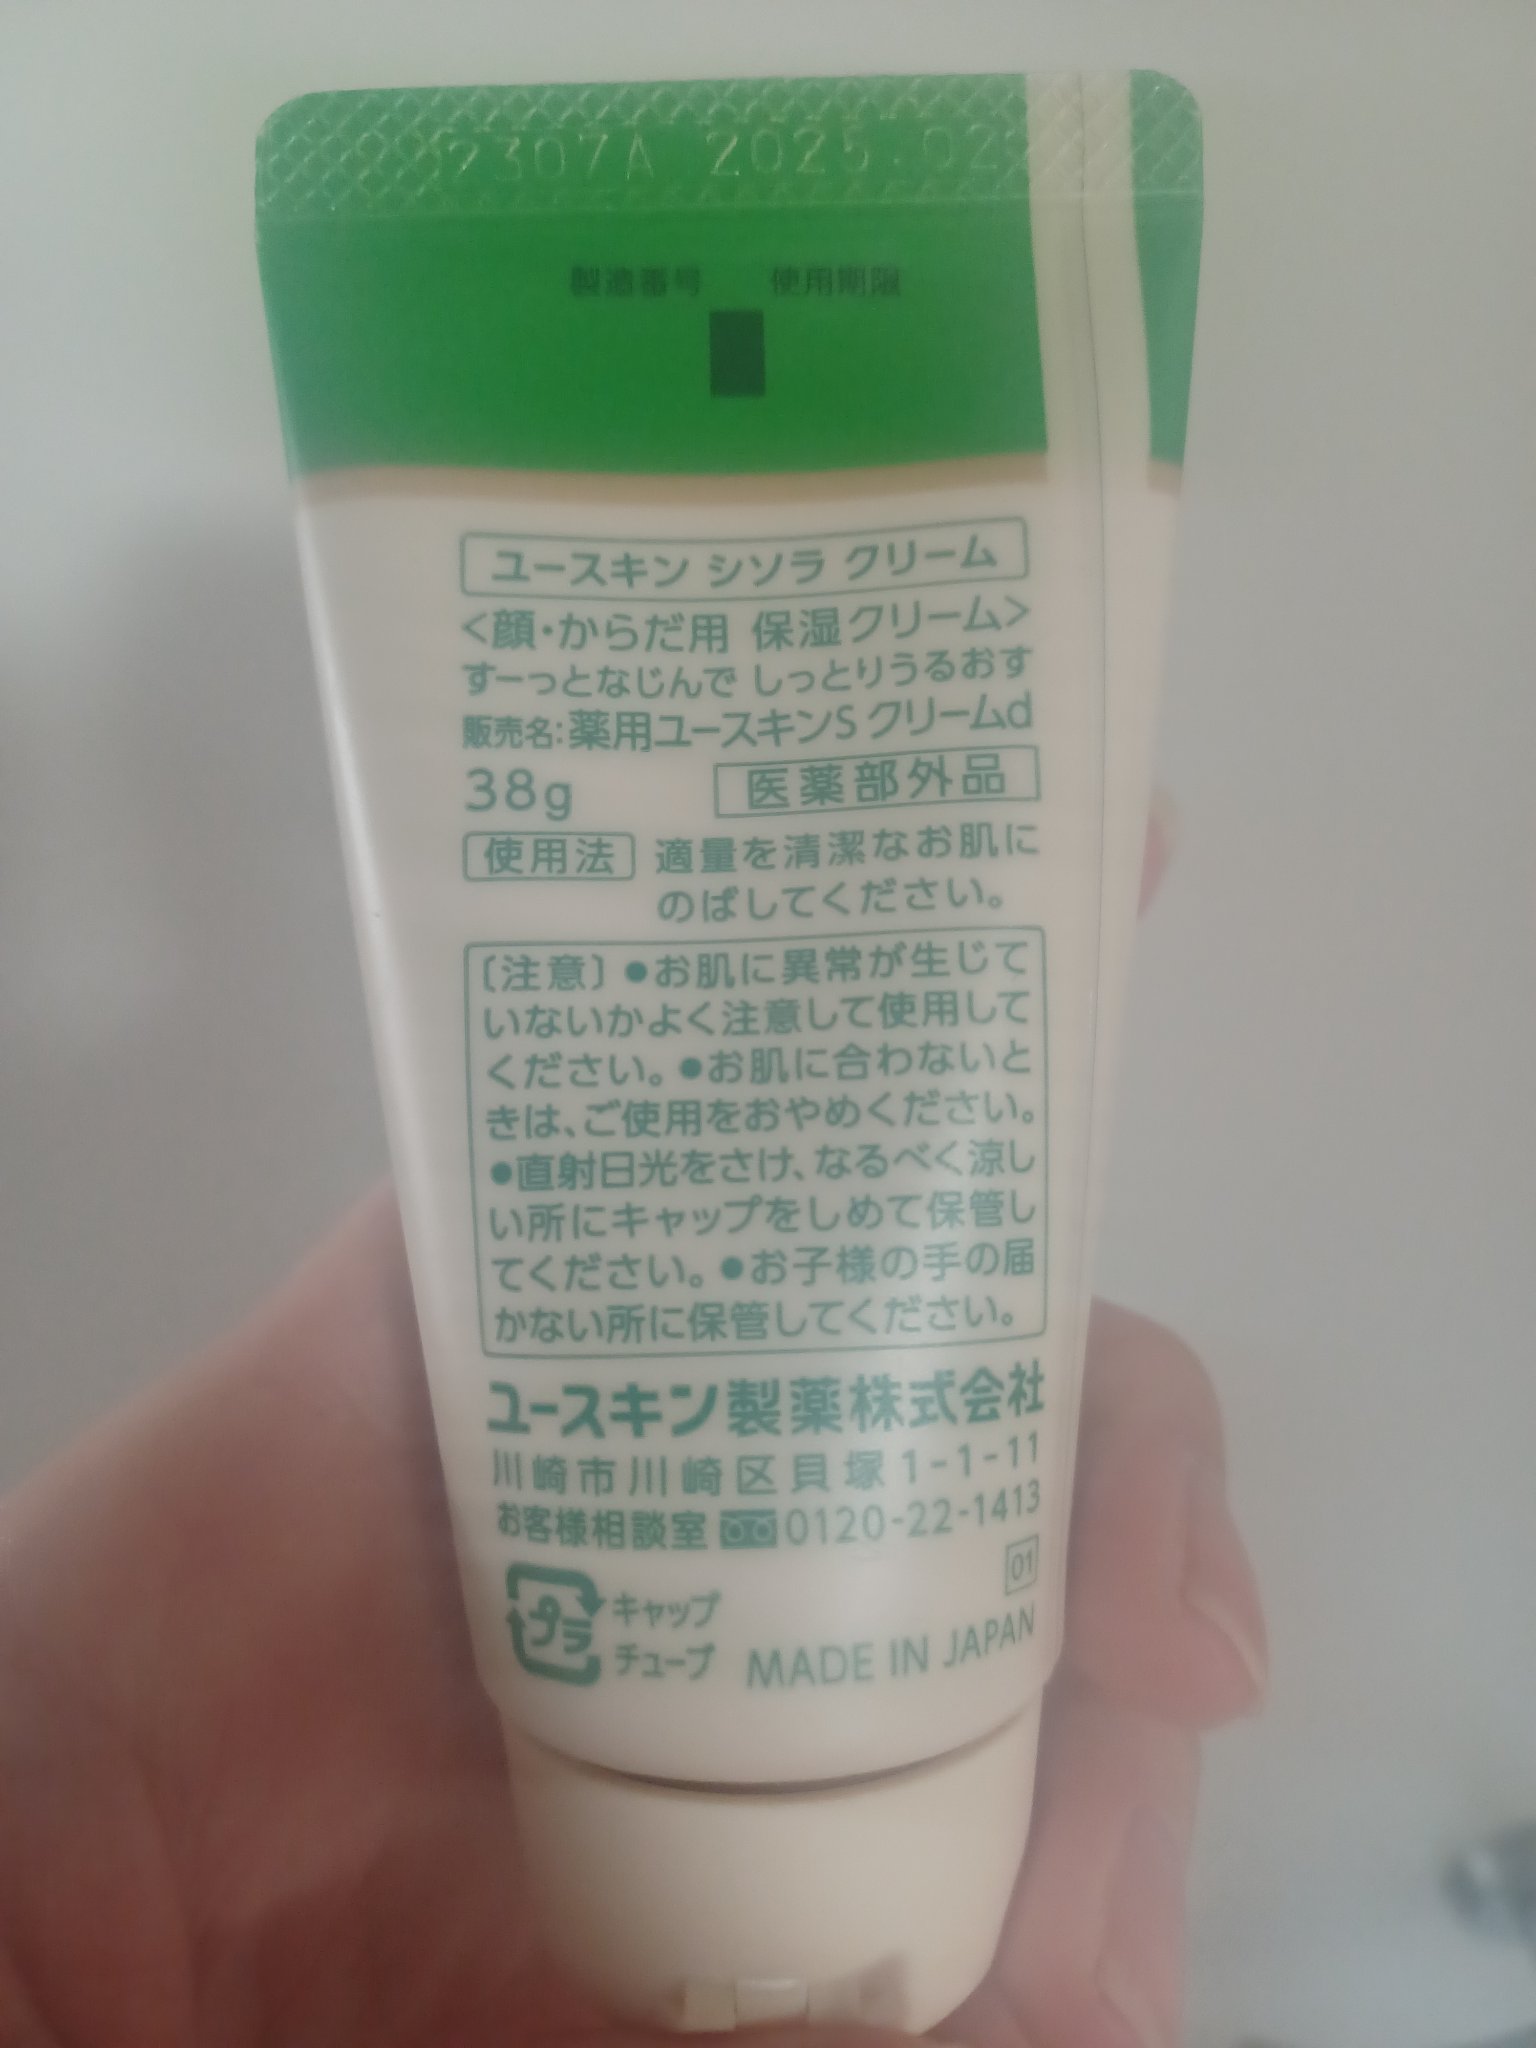 2307A 2025.02
製造番号 使用期限
ユースキン シソラ クリーム
<顔・からだ用 保湿クリーム>
すーっとなじんで しっとりうるおす
販売名:薬用ユースキンS クリームd
38g 医薬部外品
使用法 適量を清潔なお肌に
のばしてください。
〔注意〕●お肌に異常が生じて
いないかよく注意して使用して
ください。●お肌に合わないと
きは、ご使用をおやめください。
●直射日光をさけ、なるべく涼し
い所にキャップをしめて保管し
てください。●お子様の手の届
かない所に保管してください。
ユースキン製薬株式会社
川崎市川崎区貝塚1-1-11
お客様相談室 0120-22-1413
01
プラ キャップ
チューブ MADE IN JAPAN